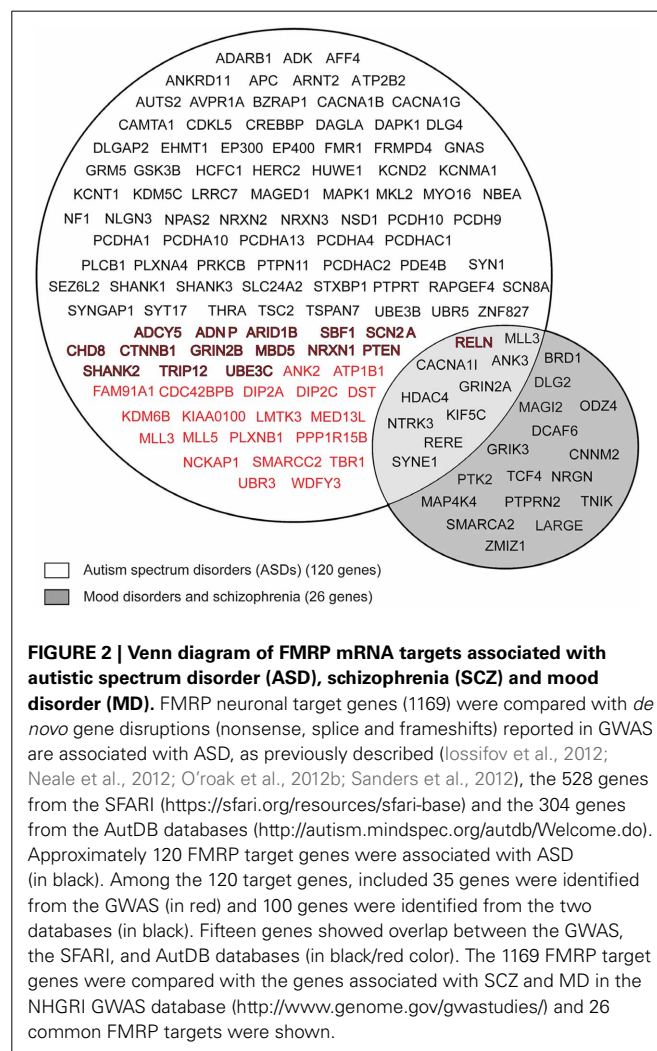 ADARB1 ADK AFF4
ANKRD11 APC ARNT2 ATP2B2
AUTS2 AVPR1A BZRAP1 CACNA1B CACNA1G
CAMTA1 CDKL5 CREBBP DAGLA DAPK1 DLG4
DLGAP2 EHMT1 EP300 EP400 FMR1 FRMPD4 GNAS
GRM5 GSK3B HCFC1 HERC2 HUWE1 KCND2 KCNMA1
KCNT1 KDM5C LRRC7 MAGED1 MAPK1 MKL2 MYO16 NBEA
NF1 NLGN3 NPAS2 NRXN2 NRXN3 NSD1 PCDH10 PCDH9
PCDHA1 PCDHA10 PCDHA13 PCDHA4 PCDHAC1
PLCB1 PLXNA4 PRKCB PTPN11 PCDHAC2 PDE4B SYN1
SEZ6L2 SHANK1 SHANK3 SLC24A2 STXBP1 PTPRT RAPGEF4 SCN8A
SYNGAP1 SYT17 THRA TSC2 TSPAN7 UBE3B UBR5 ZNF827
ADCY5 ADNP ARID1B SBF1 SCN2A
CHD8 CTNNB1 GRIN2B MBD5 NRXN1 PTEN
SHANK2 TRIP12 UBE3C ANK2 ATP1B1
FAM91A1 CDC42BPB DIP2A DIP2C DST
KDM6B KIAA0100 LMTK3 MED13L
MLL3 MLL5 PLXNB1 PPP1R15B
NCKAP1 SMARCC2 TBR1
UBR3 WDFY3
RELN MLL3
CACNA1I ANK3
GRIN2A
HDAC4
NTRK3 KIF5C
RERE
SYNE1
BRD1
DLG2
MAGI2 ODZ4
DCAF6
GRIK3 CNNM2
PTK2 TCF4 NRGN
MAP4K4 PTPRN2 TNIK
SMARCA2 LARGE
ZMIZ1
Autism spectrum disorders (ASDs) (120 genes)
Mood disorders and schizophrenia (26 genes)
FIGURE 2 | Venn diagram of FMRP mRNA targets associated with
autistic spectrum disorder (ASD), schizophrenia (SCZ) and mood
disorder (MD). FMRP neuronal target genes (1169) were compared with de
novo gene disruptions (nonsense, splice and frameshifts) reported in GWAS
are associated with ASD, as previously described (Iossifov et al., 2012;
Neale et al., 2012; O'roak et al., 2012b; Sanders et al., 2012), the 528 genes
from the SFARI (https://sfari.org/resources/sfari-base) and the 304 genes
from the AutDB databases (http://autism.mindspec.org/autdb/Welcome.do).
Approximately 120 FMRP target genes were associated with ASD
(in black). Among the 120 target genes, included 35 genes were identified
from the GWAS (in red) and 100 genes were identified from the two
databases (in black). Fifteen genes showed overlap between the GWAS,
the SFARI, and AutDB databases (in black/red color). The 1169 FMRP target
genes were compared with the genes associated with SCZ and MD in the
NHGRI GWAS database (http://www.genome.gov/gwastudies/) and 26
common FMRP targets were shown.